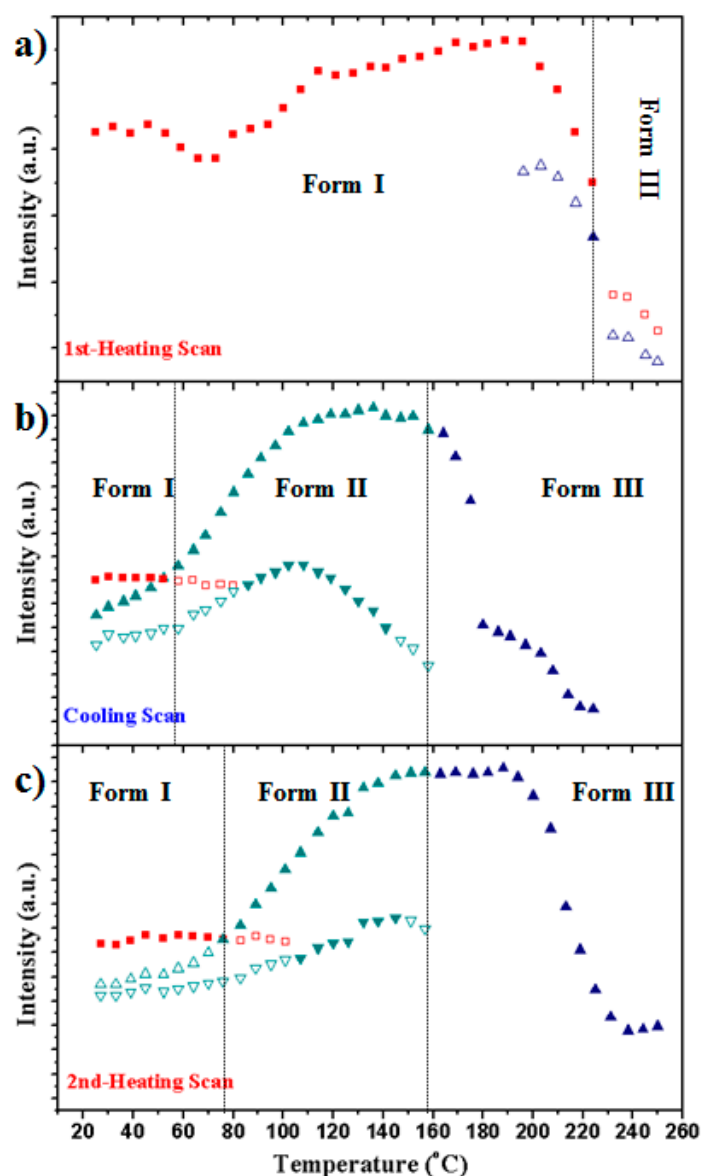 a)
Intensity (a.u.)
Form I
Form III
1st-Heating Scan
b)
Intensity (a.u.)
Form I
Form II
Form III
Cooling Scan
c)
Intensity (a.u.)
Form I
Form II
Form III
2nd-Heating Scan
20 40 60 80 100 120 140 160 180 200 220 240 260
Temperature (°C)